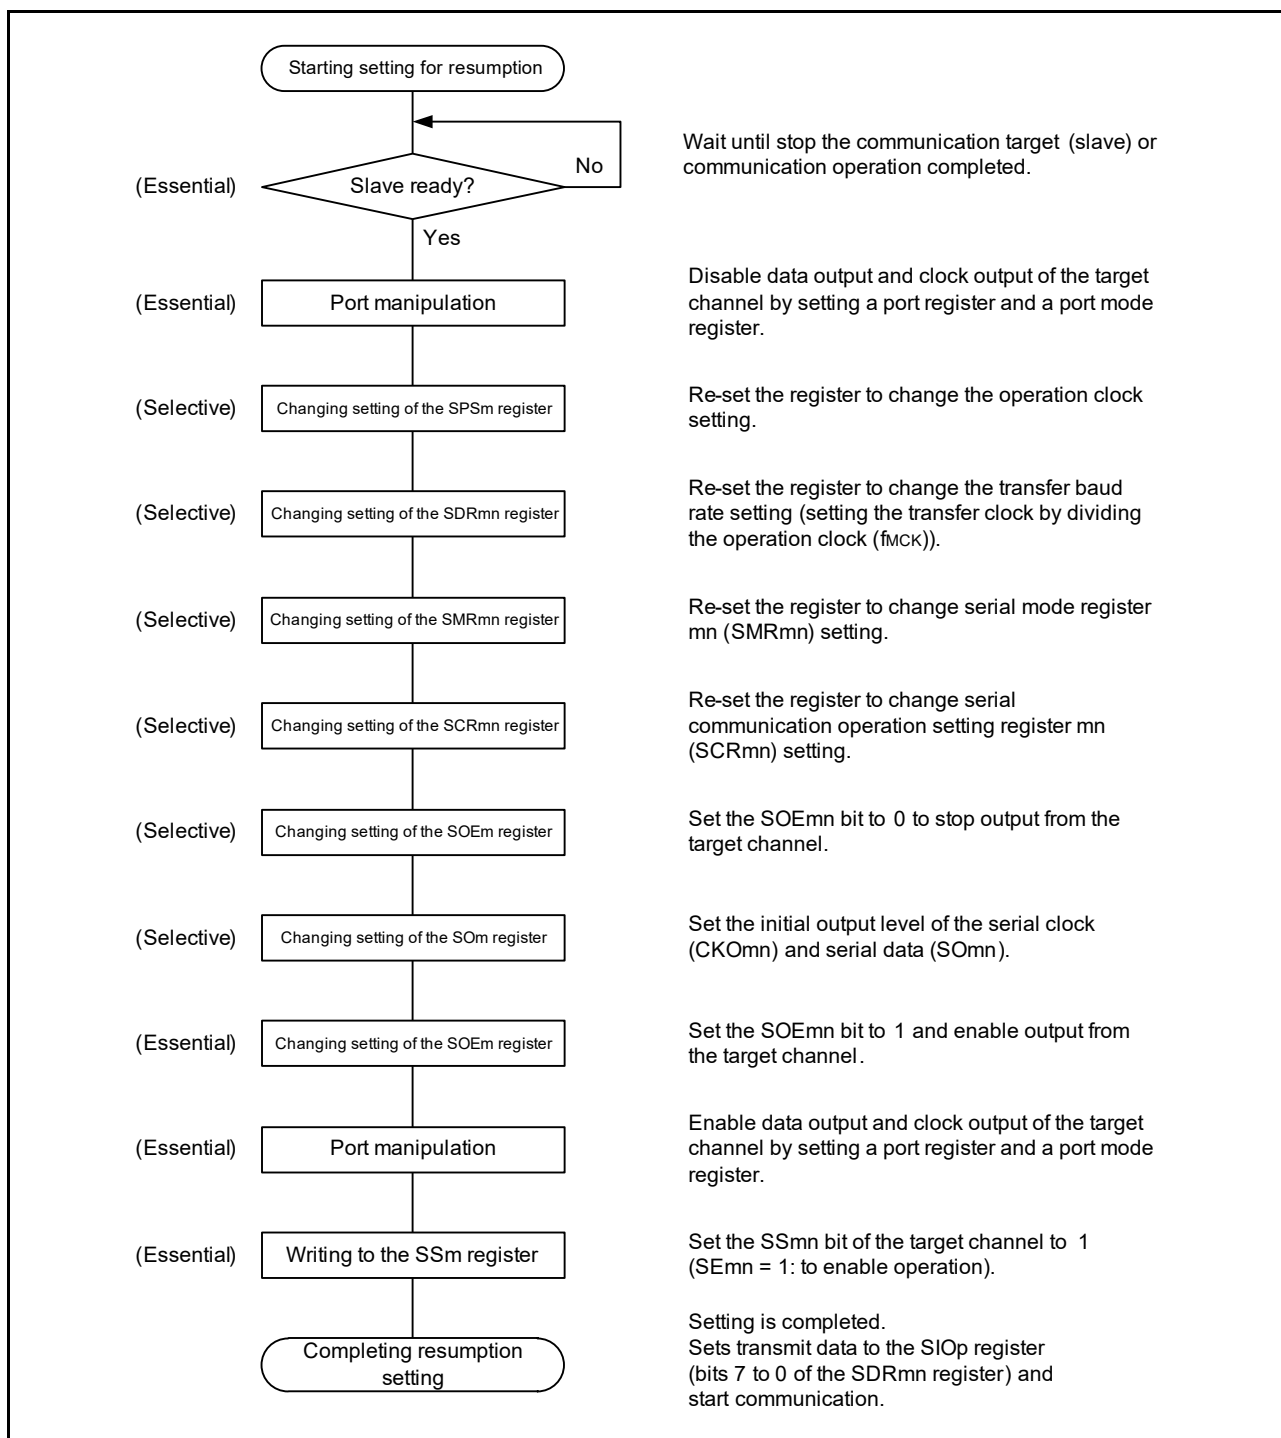 Starting setting for resumption
Wait until stop the communication target (slave) or
communication operation completed.
No
(Essential)
Slave ready?
Yes
(Essential)
Port manipulation
Disable data output and clock output of the target
channel by setting a port register and a port mode
register.
(Selective)
Changing setting of the SPSm register
Re-set the register to change the operation clock
setting.
(Selective)
Changing setting of the SDRmn register
Re-set the register to change the transfer baud
rate setting (setting the transfer clock by dividing
the operation clock (fMCK)).
(Selective)
Changing setting of the SMRmn register
Re-set the register to change serial mode register
mn (SMRmn) setting.
(Selective)
Changing setting of the SCRmn register
Re-set the register to change serial
communication operation setting register mn
(SCRmn) setting.
(Selective)
Changing setting of the SOEm register
Set the SOEmn bit to 0 to stop output from the
target channel.
(Selective)
Changing setting of the SOm register
Set the initial output level of the serial clock
(CKOmn) and serial data (SOmn).
(Essential)
Changing setting of the SOEm register
Set the SOEmn bit to 1 and enable output from
the target channel.
(Essential)
Port manipulation
Enable data output and clock output of the target
channel by setting a port register and a port mode
register.
(Essential)
Writing to the SSm register
Set the SSmn bit of the target channel to 1
(SEmn = 1: to enable operation).
Completing resumption
setting
Setting is completed.
Sets transmit data to the SIOp register
(bits 7 to 0 of the SDRmn register) and
start communication.